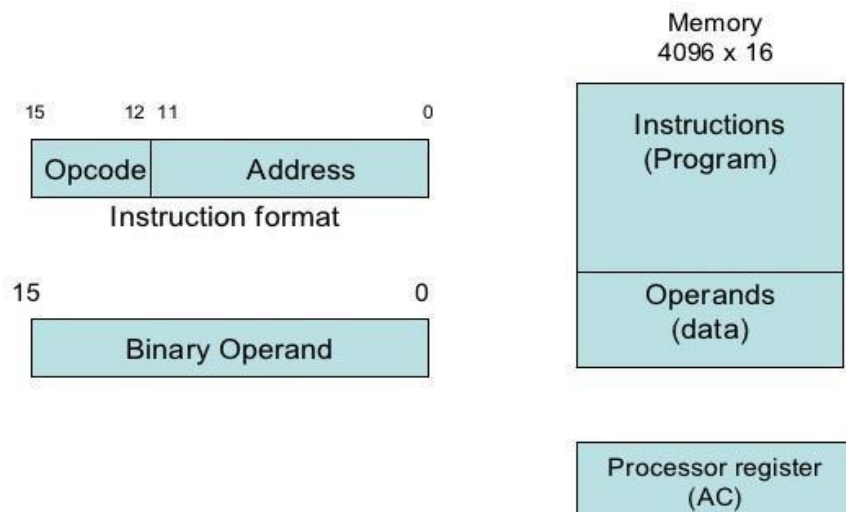 Memory
4096 x 16
15 12 11 0
Opcode Address
Instruction format
15 0
Binary Operand
Instructions
(Program)
Operands
(data)
Processor register
(AC)